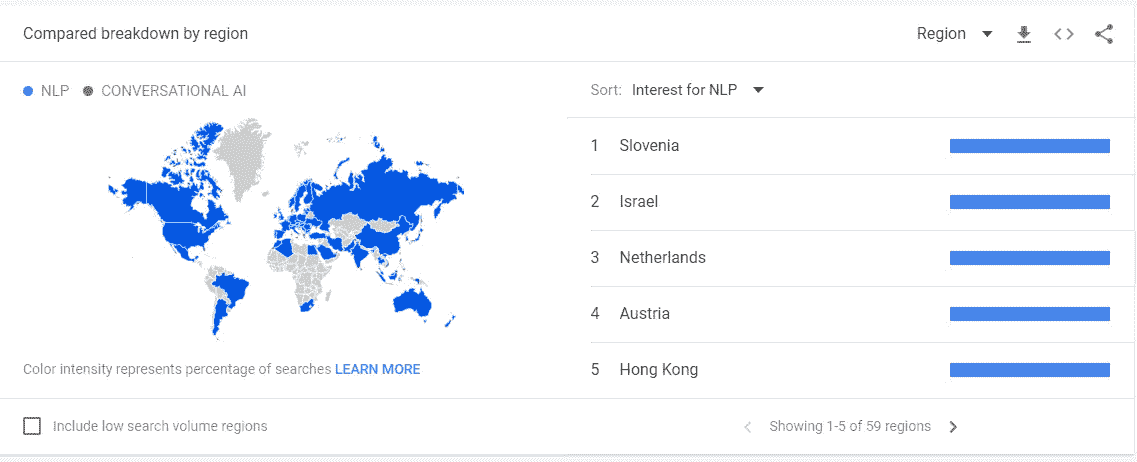 Compared breakdown by region
Region
NLP CONVERSATIONAL AI
Color intensity represents percentage of searches LEARN MORE
Include low search volume regions
Sort: Interest for NLP
1 Slovenia
2 Israel
3 Netherlands
4 Austria
5 Hong Kong
Showing 1-5 of 59 regions